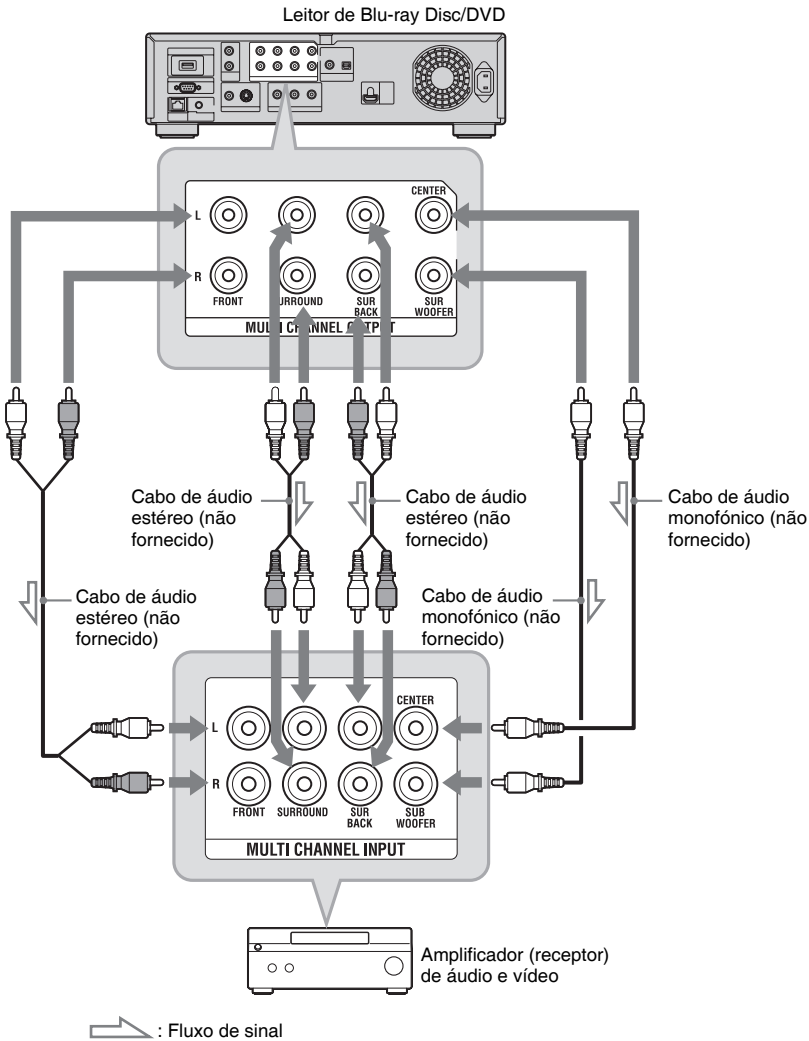 Leitor de Blu-ray Disc/DVD
CENTER
L
R
FRONT
SURROUND
SUR
BACK
SUR
WOOFER
MULTI CHANNEL OUTPUT
Cabo de áudio
estéreo (não
fornecido)
Cabo de áudio
estéreo (não
fornecido)
Cabo de áudio
monofónico (não
fornecido)
Cabo de áudio
estéreo (não
fornecido)
Cabo de áudio
monofónico (não
fornecido)
CENTER
L
R
FRONT
SURROUND
SUR
BACK
SUB
WOOFER
MULTI CHANNEL INPUT
Amplificador (receptor)
de áudio e vídeo
: Fluxo de sinal